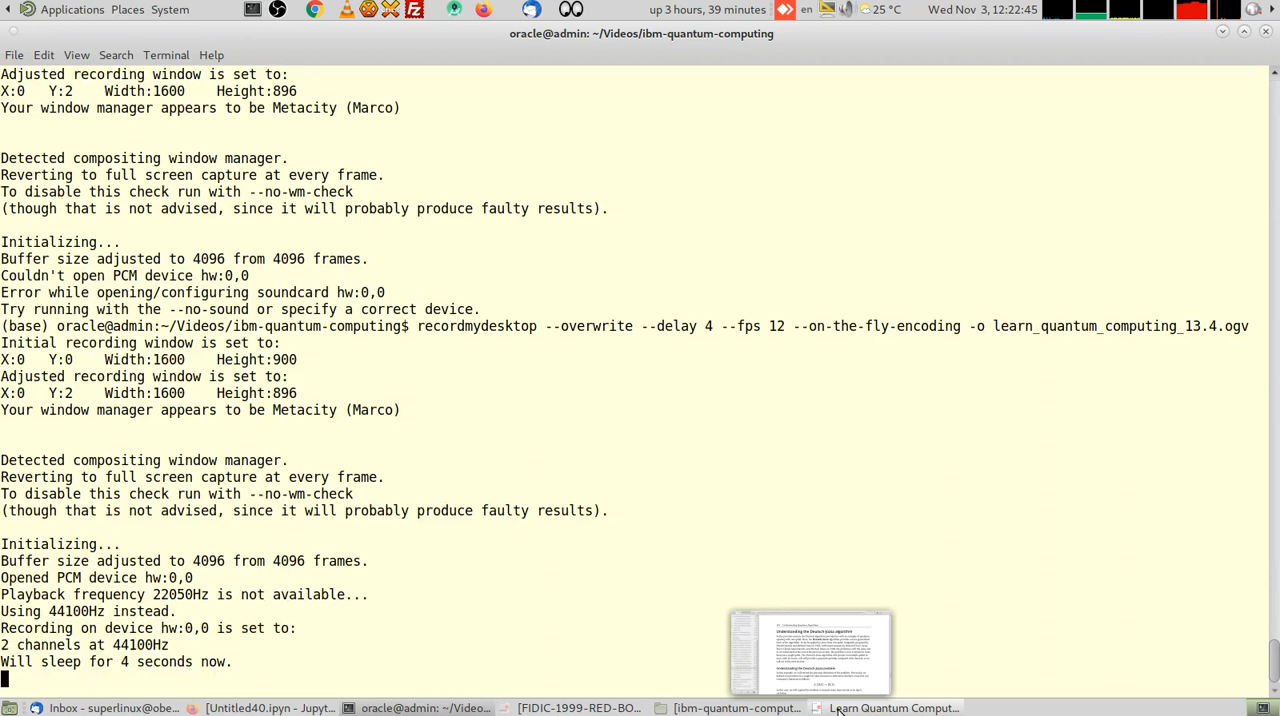 Applications Places System
up 3 hours, 39 minutes
en
25 °C
Wed Nov 3, 12:22:45
oracle@admin: ~/Videos/ibm-quantum-computing
File Edit View Search Terminal Help
Adjusted recording window is set to:
X:0 Y:2 Width:1600 Height:896
Your window manager appears to be Metacity (Marco)
Detected compositing window manager.
Reverting to full screen capture at every frame.
To disable this check run with --no-wm-check
(though that is not advised, since it will probably produce faulty results).
Initializing...
Buffer size adjusted to 4096 from 4096 frames.
Couldn't open PCM device hw:0,0
Error while opening/configuring soundcard hw:0,0
Try running with the --no-sound or specify a correct device.
(base) oracle@admin:~/Videos/ibm-quantum-computing$ recordmydesktop --overwrite --delay 4 --fps 12 --on-the-fly-encoding -o learn_quantum_computing_13.4.ogv
Initial recording window is set to:
X:0 Y:0 Width:1600 Height:900
Adjusted recording window is set to:
X:0 Y:2 Width:1600 Height:896
Your window manager appears to be Metacity (Marco)
Detected compositing window manager.
Reverting to full screen capture at every frame.
To disable this check run with --no-wm-check
(though that is not advised, since it will probably produce faulty results).
Initializing...
Buffer size adjusted to 4096 from 4096 frames.
Opened PCM device hw:0,0
Playback frequency 22050Hz is not available...
Using 44100Hz instead.
Recording on device hw:0,0 is set to:
2 channels
Will sleep for seconds now.
Understanding the Deutsch-Jozsa algorithm
Understanding the Deutsch-Jozsa problem
[Untitled40.ipyn - Jupyt...
oracle@admin: ~/Video...
[FIDIC-1999-RED-BO...
[ibm-quantum-comput...
Learn Quantum Comput...